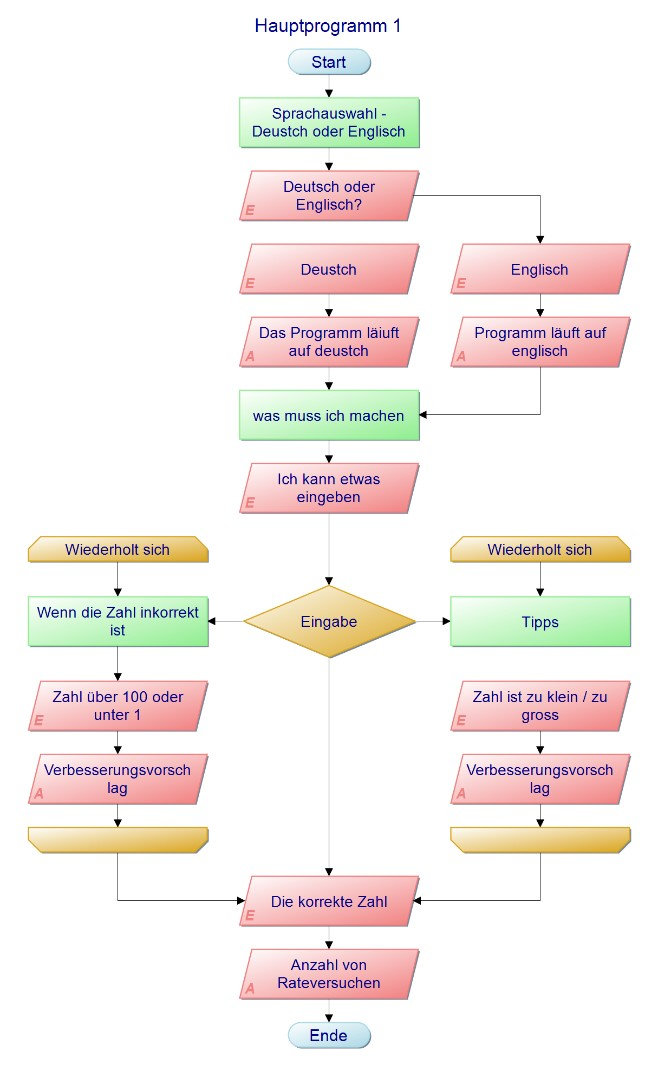 Hauptprogramm 1
Start
Sprachauswahl -
Deustch oder Englisch
Deutsch oder
Englisch?
E
Deustch
E
Englisch
E
Das Programm läiuft
auf deustch
A
Programm läuft auf
englisch
A
was muss ich machen
Ich kann etwas
eingeben
E
Wiederholt sich
Wiederholt sich
Wenn die Zahl inkorrekt
ist
Eingabe
Tipps
Zahl über 100 oder
unter 1
E
Zahl ist zu klein / zu
gross
E
Verbesserungsvorsch
lag
A
Verbesserungsvorsch
lag
A
Die korrekte Zahl
E
Anzahl von
Rateversuchen
A
Ende